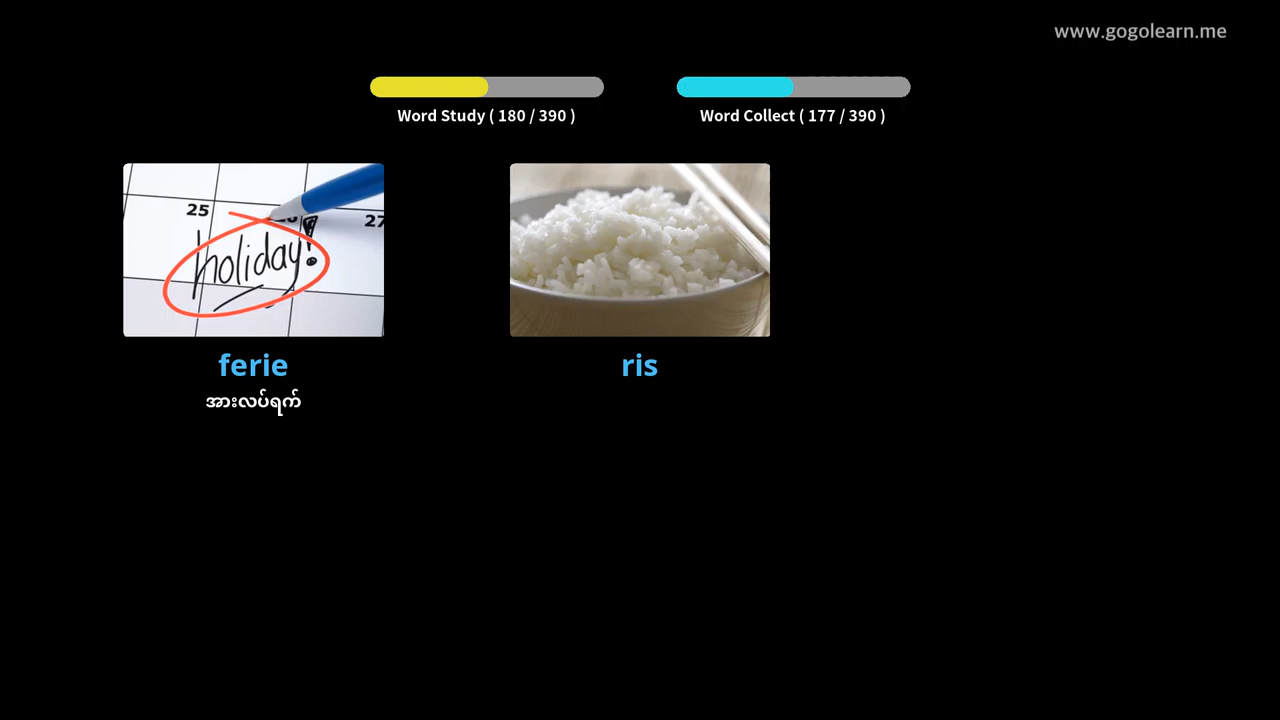 www.gogolearn.me
Word Study ( 180 / 390 )
Word Collect ( 177 / 390 )
25
27
holiday!
ferie
ris
အားလပ်ရက်